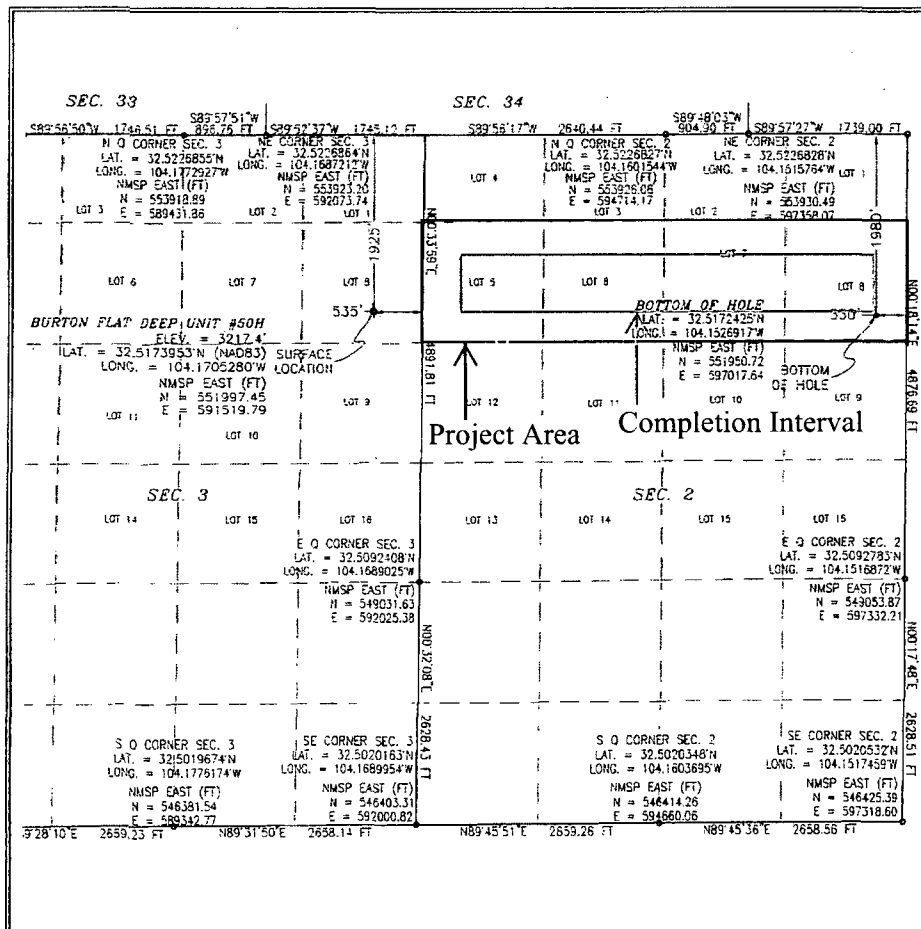 SEC. 33
SEC. 34
S89°57'51"W
S89°48'03"W
S89°56'50"W 1746.51 FT
896.76 FT
S89°52'37"W 1745.12 FT
S89°56'17"W 2640.44 FT
904.90 FT
S89°57'27"W 1739.00 FT
N Q CORNER SEC. 3
LAT. = 32.5226855'N
LONG. = 104.1772927'W
NMSP EAST (FT)
N = 553918.89
E = 589431.86
NE CORNER SEC. 3
LAT. = 32.5226864'N
LONG. = 104.1687212'W
NMSP EAST (FT)
N = 553923.20
E = 592073.74
N Q CORNER SEC. 2
LAT. = 32.5226827'N
LONG. = 104.1601544'W
NMSP EAST (FT)
N = 553926.08
E = 594714.17
NE CORNER SEC. 2
LAT. = 32.5226828'N
LONG. = 104.1515764'W
NMSP EAST (FT)
N = 553930.49
E = 597358.07
LOT 3
LOT 2
LOT 1
LOT 4
LOT 3
LOT 2
LOT 1
1925
1980'
N00°33'59"E
4891.81 FT
N00°18'14"E
4876.69 FT
LOT 6
LOT 7
LOT 8
LOT 5
LOT 6
LOT 7
LOT 8
535'
330'
BURTON FLAT DEEP UNIT #50H
ELEV. = 3217.4'
LAT. = 32.5173953'N (NAD83)
LONG. = 104.1705280'W
NMSP EAST (FT)
N = 551997.45
E = 591519.79
SURFACE
LOCATION
BOTTOM OF HOLE
LAT. = 32.5172425'N
LONG. = 104.1526917'W
NMSP EAST (FT)
N = 551950.72
E = 597017.64
BOTTOM
OF HOLE
LOT 11
LOT 10
LOT 9
LOT 12
LOT 11
LOT 10
LOT 9
Project Area
Completion Interval
SEC. 3
SEC. 2
LOT 14
LOT 15
LOT 16
LOT 13
LOT 14
LOT 15
E Q CORNER SEC. 3
LAT. = 32.5092408'N
LONG. = 104.1689025'W
NMSP EAST (FT)
N = 549031.63
E = 592025.38
E Q CORNER SEC. 2
LAT. = 32.5092783'N
LONG. = 104.1516872'W
NMSP EAST (FT)
N = 549053.87
E = 597332.21
N00°32'08"E
2628.43 FT
N00°17'48"E
2628.51 FT
S Q CORNER SEC. 3
LAT. = 32.5019674'N
LONG. = 104.1776174'W
NMSP EAST (FT)
N = 546381.54
E = 589342.77
SE CORNER SEC. 3
LAT. = 32.5020163'N
LONG. = 104.1689954'W
NMSP EAST (FT)
N = 546403.31
E = 592000.82
S Q CORNER SEC. 2
LAT. = 32.5020348'N
LONG. = 104.1603695'W
NMSP EAST (FT)
N = 546414.26
E = 594660.06
SE CORNER SEC. 2
LAT. = 32.5020532'N
LONG. = 104.1517459'W
NMSP EAST (FT)
N = 546425.39
E = 597318.60
9°28'10"E 2659.23 FT
N89°31'50"E 2658.14 FT
N89°45'51"E 2659.26 FT
N89°45'36"E 2658.56 FT